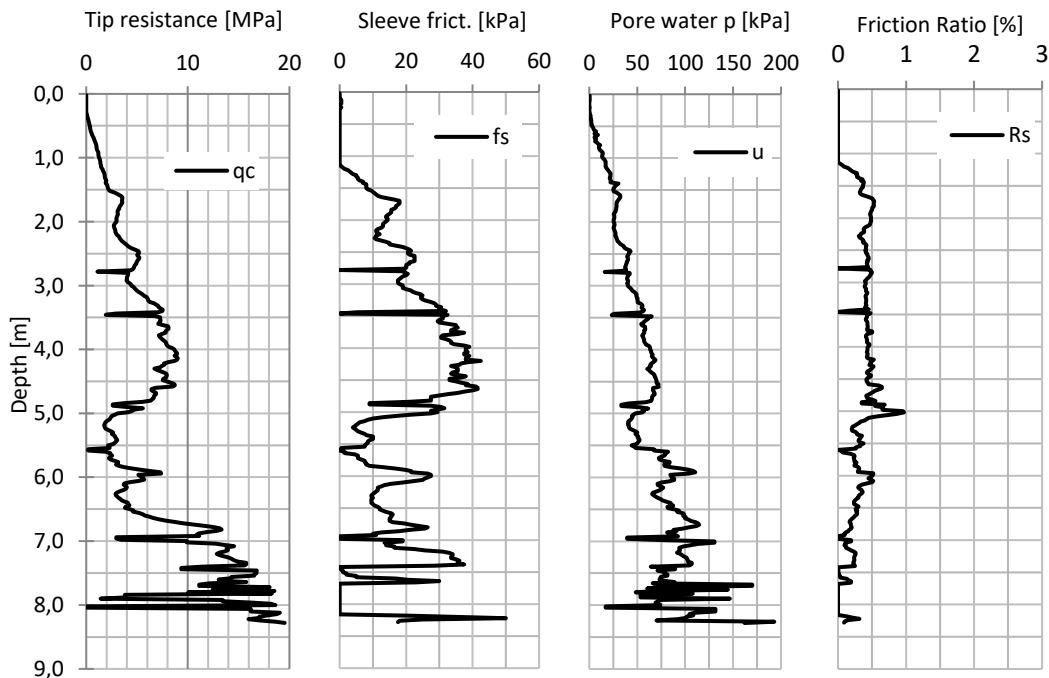 Tip resistance [MPa]
0 10 20
Sleeve frict. [kPa]
0 20 40 60
Pore water p [kPa]
0 50 100 150 200
Friction Ratio [%]
0 1 2 3
Depth [m]
0,0
1,0
2,0
3,0
4,0
5,0
6,0
7,0
8,0
9,0
qc
fs
u
Rs